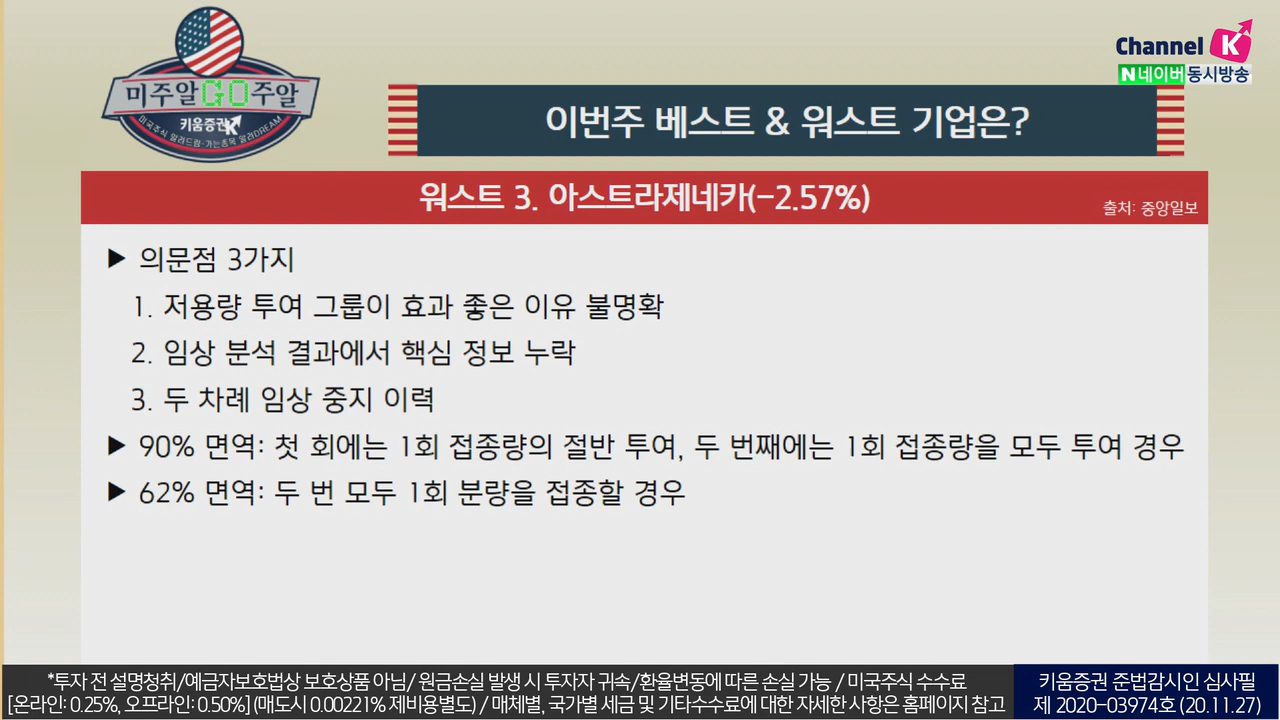 미주알GO주알
키움증권
미국주식 알려드림·가는종목 알려DREAM
Channel K
N 네이버 동시방송
이번주 베스트 & 워스트 기업은?
워스트 3. 아스트라제네카(-2.57%)
출처: 중앙일보
▶ 의문점 3가지
1. 저용량 투여 그룹이 효과 좋은 이유 불명확
2. 임상 분석 결과에서 핵심 정보 누락
3. 두 차례 임상 중지 이력
▶ 90% 면역: 첫 회에는 1회 접종량의 절반 투여, 두 번째에는 1회 접종량을 모두 투여 경우
▶ 62% 면역: 두 번 모두 1회 분량을 접종할 경우
*투자 전 설명청취/예금자보호법상 보호상품 아님/ 원금손실 발생 시 투자자 귀속/환율변동에 따른 손실 가능 / 미국주식 수수료
[온라인: 0.25%, 오프라인: 0.50%] (매도시 0.00221% 제비용별도) / 매체별, 국가별 세금 및 기타수수료에 대한 자세한 사항은 홈페이지 참고
키움증권 준법감시인 심사필
제 2020-03974호 (20.11.27)